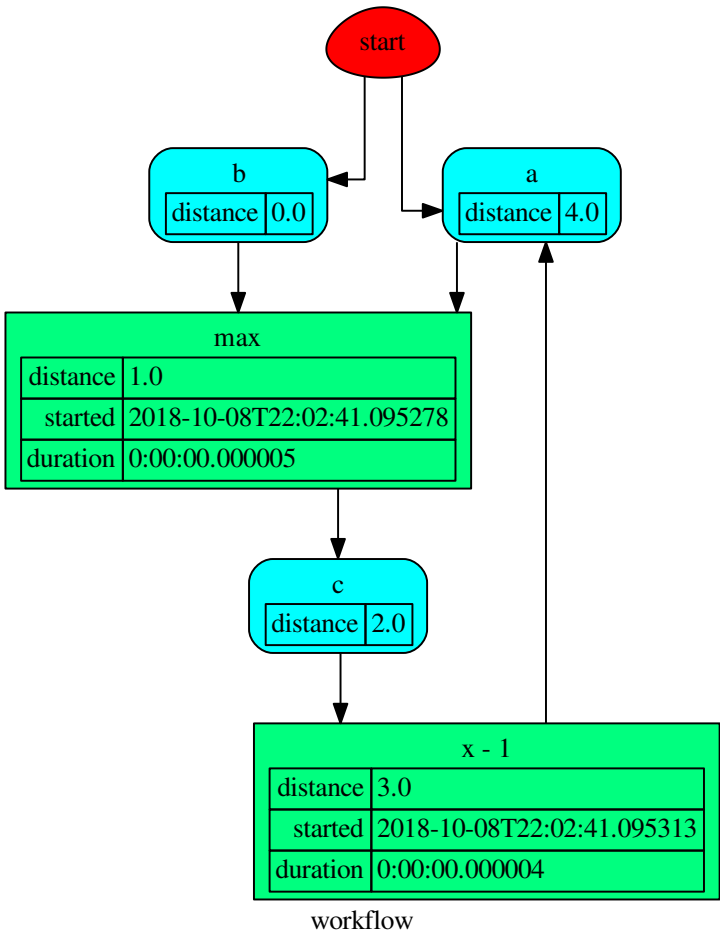 start
b
distance 0.0
a
distance 4.0
max
distance 1.0
started 2018-10-08T22:02:41.095278
duration 0:00:00.000005
c
distance 2.0
x - 1
distance 3.0
started 2018-10-08T22:02:41.095313
duration 0:00:00.000004
workflow